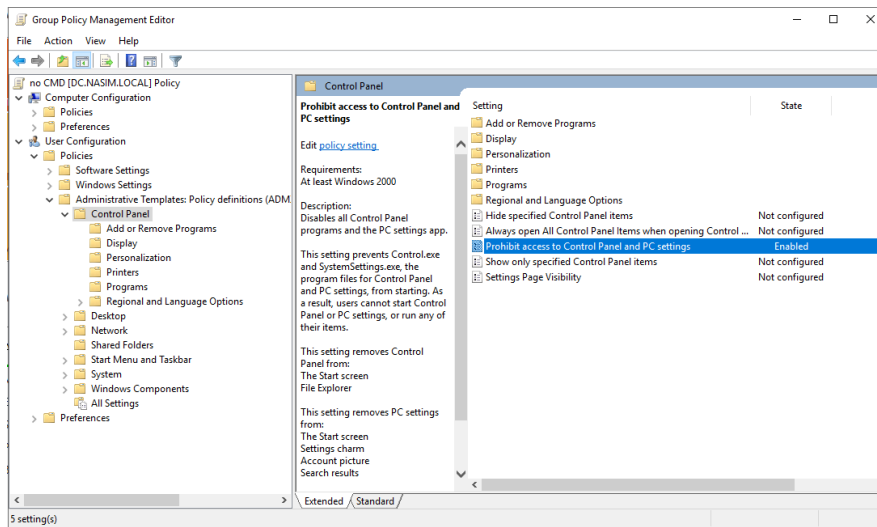 Group Policy Management Editor
File Action View Help
no CMD [DC.NASIM.LOCAL] Policy
Computer Configuration
Policies
Preferences
User Configuration
Policies
Software Settings
Windows Settings
Administrative Templates: Policy definitions (ADM
Control Panel
Add or Remove Programs
Display
Personalization
Printers
Programs
Regional and Language Options
Desktop
Network
Shared Folders
Start Menu and Taskbar
System
Windows Components
All Settings
Preferences
Control Panel
Prohibit access to Control Panel and
PC settings
Edit policy setting
Requirements:
At least Windows 2000
Description:
Disables all Control Panel
programs and the PC settings app.
This setting prevents Control.exe
and SystemSettings.exe, the
program files for Control Panel
and PC settings, from starting. As
a result, users cannot start Control
Panel or PC settings, or run any of
their items.
This setting removes Control
Panel from:
The Start screen
File Explorer
This setting removes PC settings
from:
The Start screen
Settings charm
Account picture
Search results
Setting State
Add or Remove Programs
Display
Personalization
Printers
Programs
Regional and Language Options
Hide specified Control Panel items Not configured
Always open All Control Panel Items when opening Control ... Not configured
Prohibit access to Control Panel and PC settings Enabled
Show only specified Control Panel items Not configured
Settings Page Visibility Not configured
Extended Standard
5 setting(s)